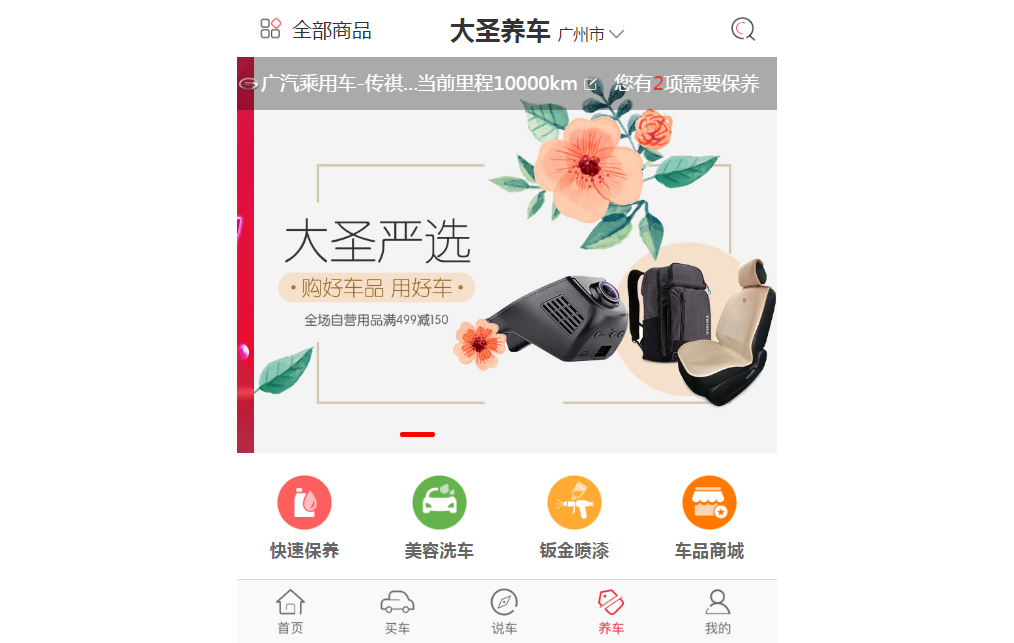 全部商品 大圣养车 广州市
广汽乘用车-传祺...当前里程10000km 您有2项需要保养
大圣严选
·购好车品 用好车·
全场自营用品满499减150
快速保养 美容洗车 钣金喷漆 车品商城
首页 买车 说车 养车 我的